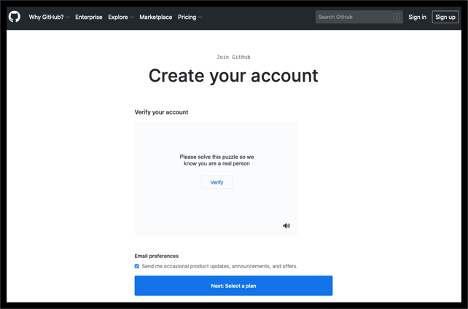 Why GitHub? Enterprise Explore Marketplace Pricing Search GitHub / Sign in Sign up
Join GitHub
Create your account
Verify your account
Please solve this puzzle so we
know you are a real person
Verify
Email preferences
Send me occasional product updates, announcements, and offers.
Next: Select a plan